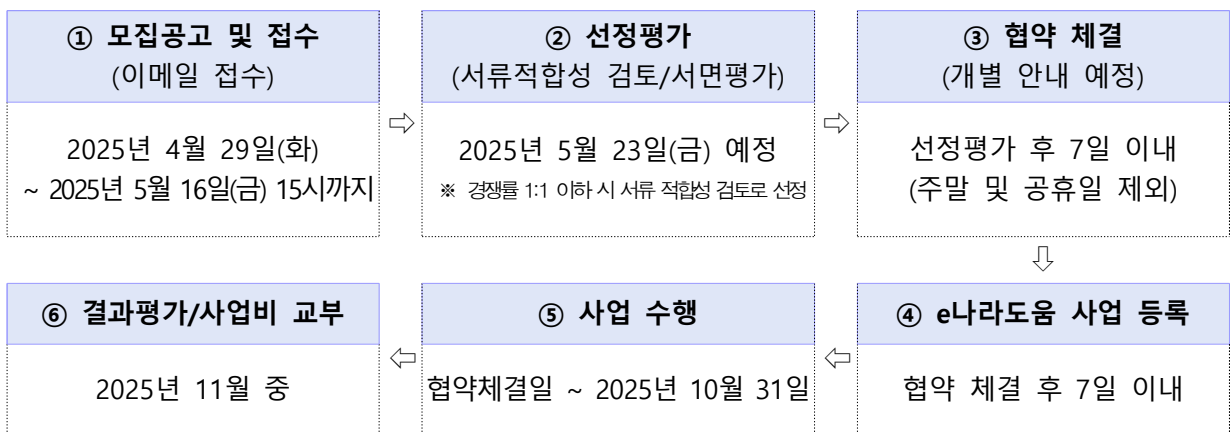 ① 모집공고 및 접수
(이메일 접수)
2025년 4월 29일(화)
~ 2025년 5월 16일(금) 15시까지
⇨
② 선정평가
(서류적합성 검토/서면평가)
2025년 5월 23일(금) 예정
※ 경쟁률 1:1 이하 시 서류 적합성 검토로 선정
⇨
③ 협약 체결
(개별 안내 예정)
선정평가 후 7일 이내
(주말 및 공휴일 제외)
⇩
④ e나라도움 사업 등록
협약 체결 후 7일 이내
⇦
⑤ 사업 수행
협약체결일 ~ 2025년 10월 31일
⇦
⑥ 결과평가/사업비 교부
2025년 11월 중